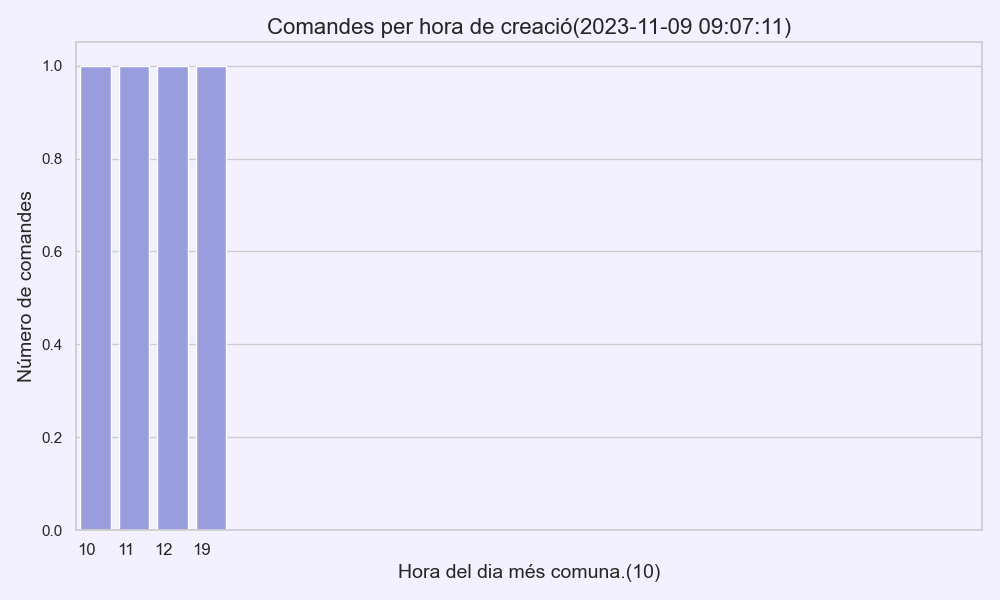 Comandes per hora de creació(2023-11-09 09:07:11)
Número de comandes
1.0
0.8
0.6
0.4
0.2
0.0
10 11 12 19
Hora del dia més comuna.(10)